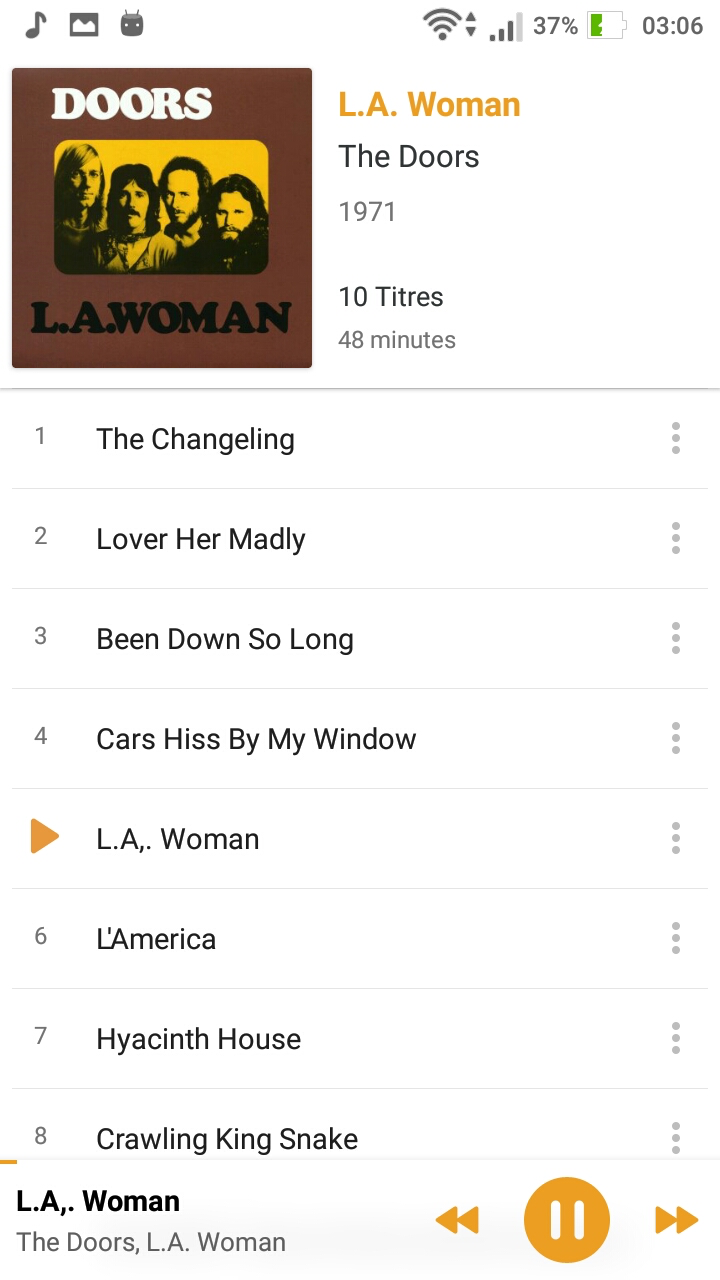 37% 03:06
DOORS
L.A.WOMAN
L.A. Woman
The Doors
1971
10 Titres
48 minutes
1 The Changeling
2 Lover Her Madly
3 Been Down So Long
4 Cars Hiss By My Window
L.A,. Woman
6 L'America
7 Hyacinth House
8 Crawling King Snake
L.A,. Woman
The Doors, L.A. Woman